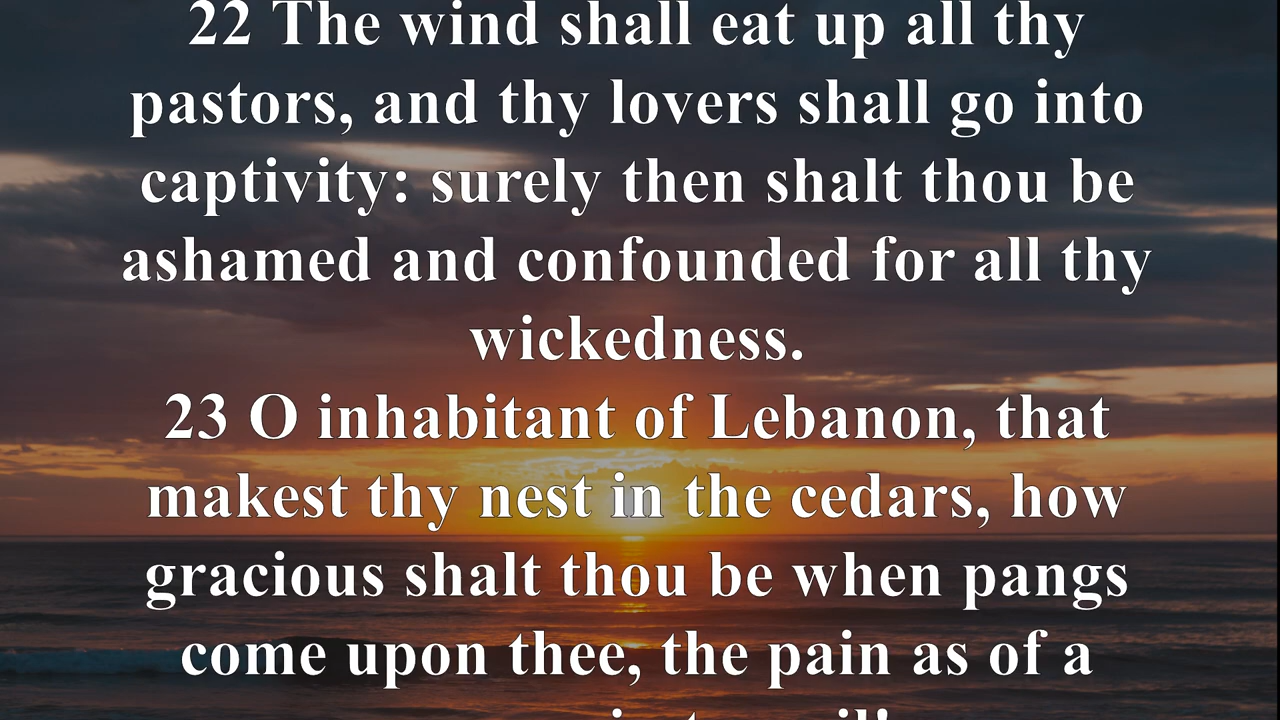 22 The wind shall eat up all thy
pastors, and thy lovers shall go into
captivity: surely then shalt thou be
ashamed and confounded for all thy
wickedness.
23 O inhabitant of Lebanon, that
makest thy nest in the cedars, how
gracious shalt thou be when pangs
come upon thee, the pain as of a